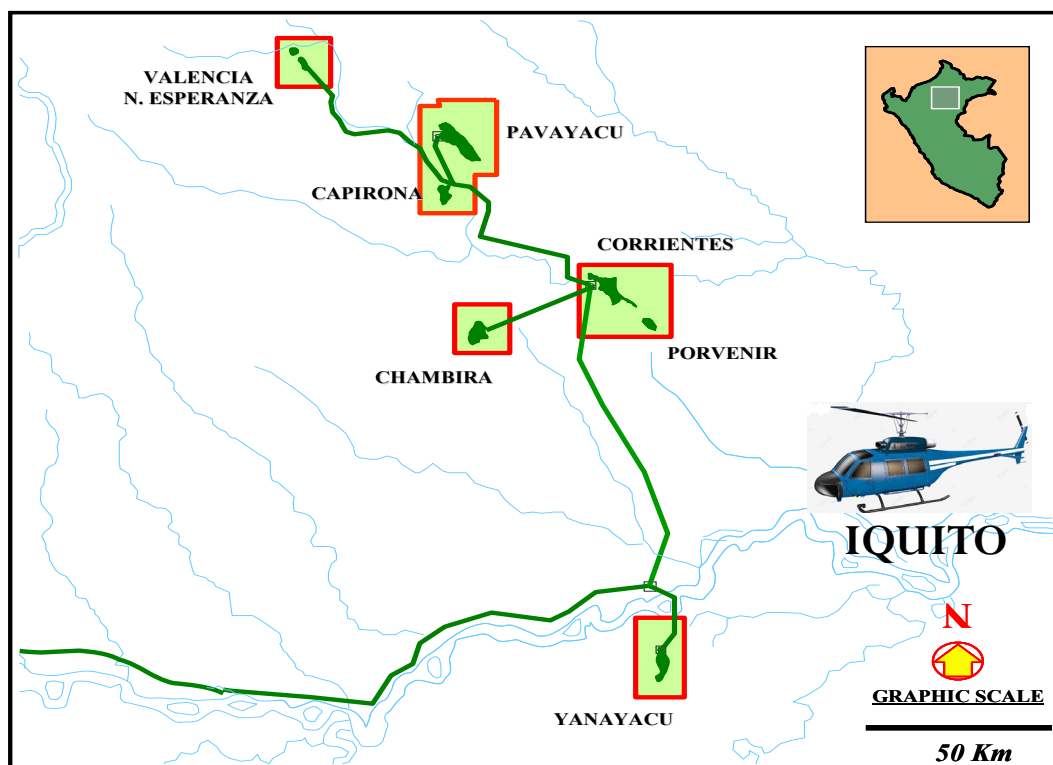 VALENCIA
N. ESPERANZA
PAVAYACU
CAPIRONA
CORRIENTES
PORVENIR
CHAMBIRA
IQUITO
N
GRAPHIC SCALE
YANAYACU
50 Km